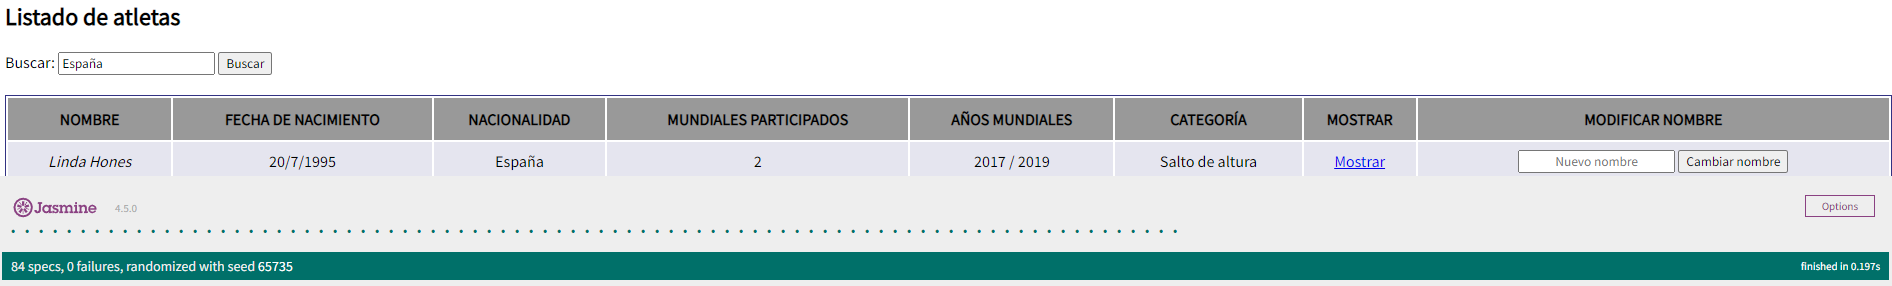 Listado de atletas
Buscar: España Buscar
NOMBRE FECHA DE NACIMIENTO NACIONALIDAD MUNDIALES PARTICIPADOS AÑOS MUNDIALES CATEGORÍA MOSTRAR MODIFICAR NOMBRE
Linda Hones 20/7/1995 España 2 2017 / 2019 Salto de altura Mostrar Nuevo nombre Cambiar nombre
Jasmine 4.5.0 Options
84 specs, 0 failures, randomized with seed 65735 finished in 0.197s